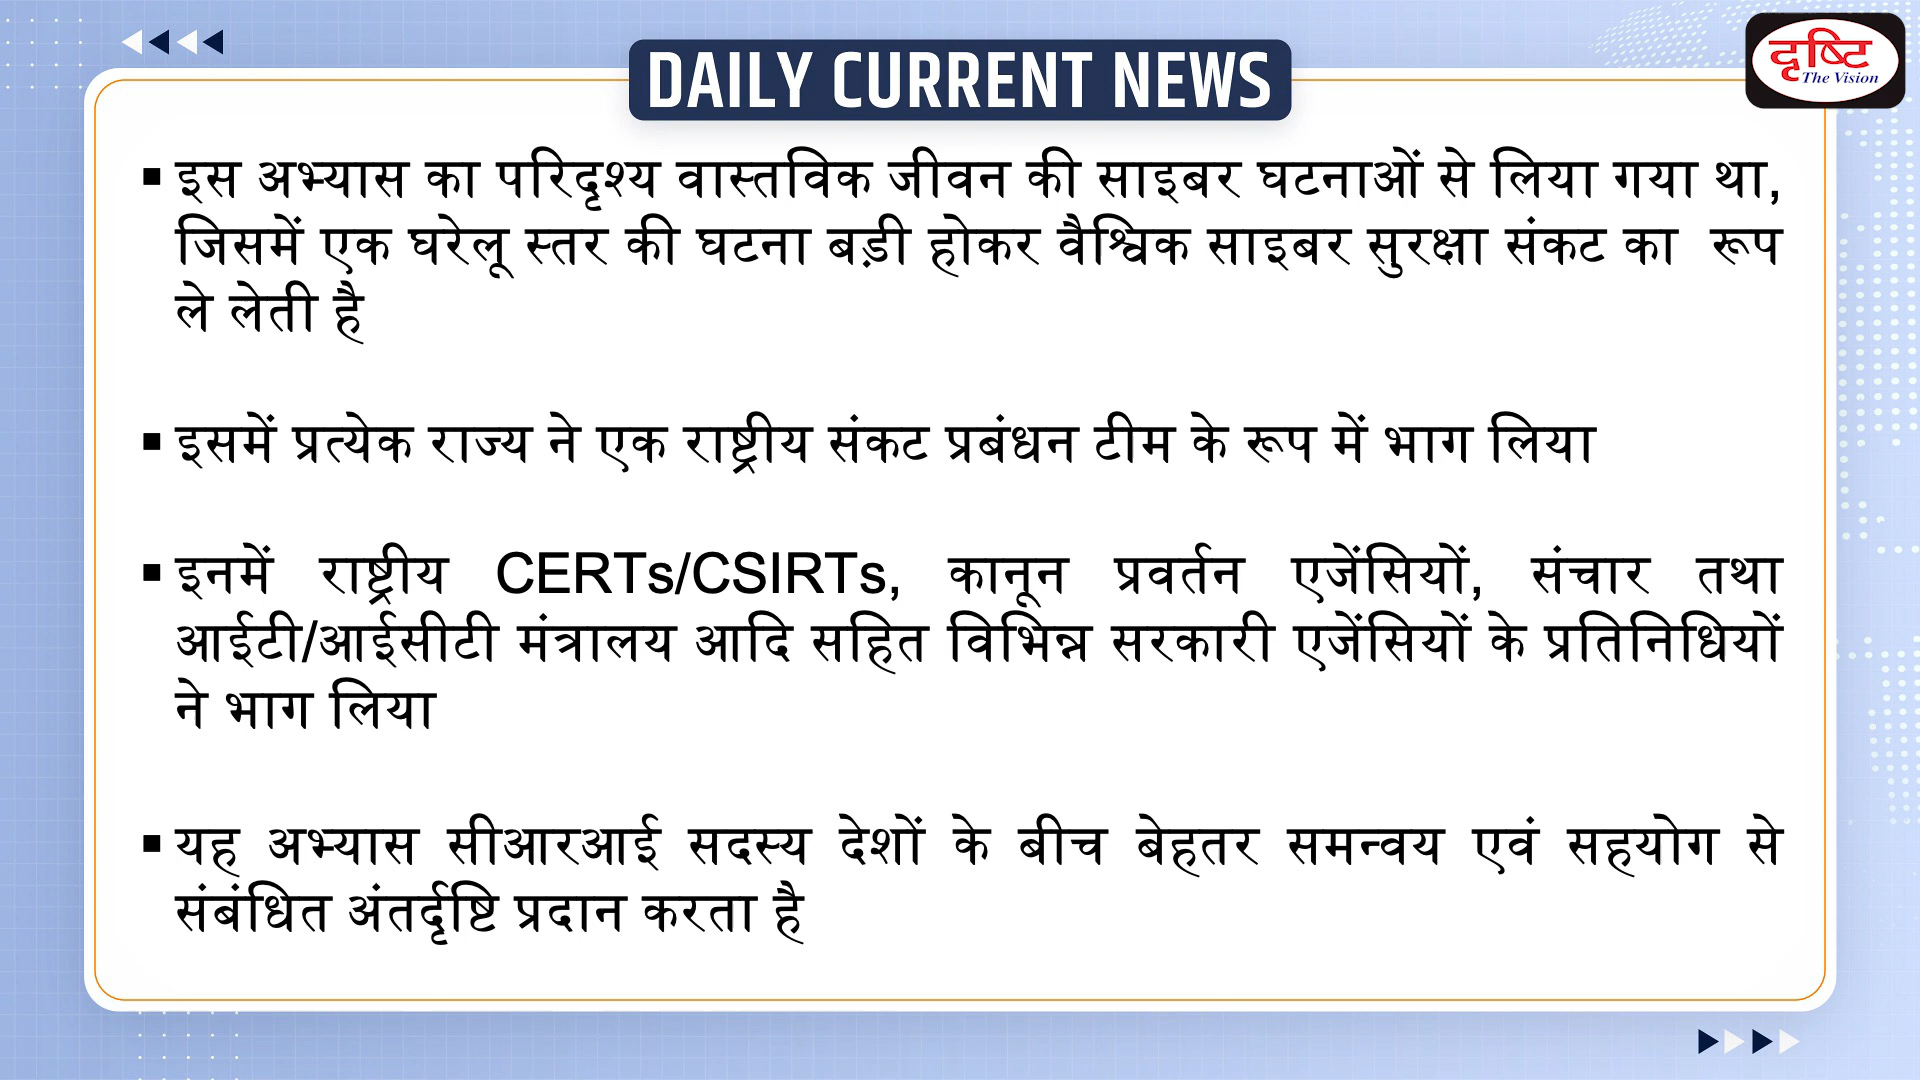 DAILY CURRENT NEWS
दृष्टि
The Vision
▪ इस अभ्यास का परिदृश्य वास्तविक जीवन की साइबर घटनाओं से लिया गया था,
जिसमें एक घरेलू स्तर की घटना बड़ी होकर वैश्विक साइबर सुरक्षा संकट का रूप
ले लेती है
▪ इसमें प्रत्येक राज्य ने एक राष्ट्रीय संकट प्रबंधन टीम के रूप में भाग लिया
▪ इनमें राष्ट्रीय CERTs/CSIRTs, कानून प्रवर्तन एजेंसियों, संचार तथा
आईटी/आईसीटी मंत्रालय आदि सहित विभिन्न सरकारी एजेंसियों के प्रतिनिधियों
ने भाग लिया
▪ यह अभ्यास सीआरआई सदस्य देशों के बीच बेहतर समन्वय एवं सहयोग से
संबंधित अंतर्दृष्टि प्रदान करता है